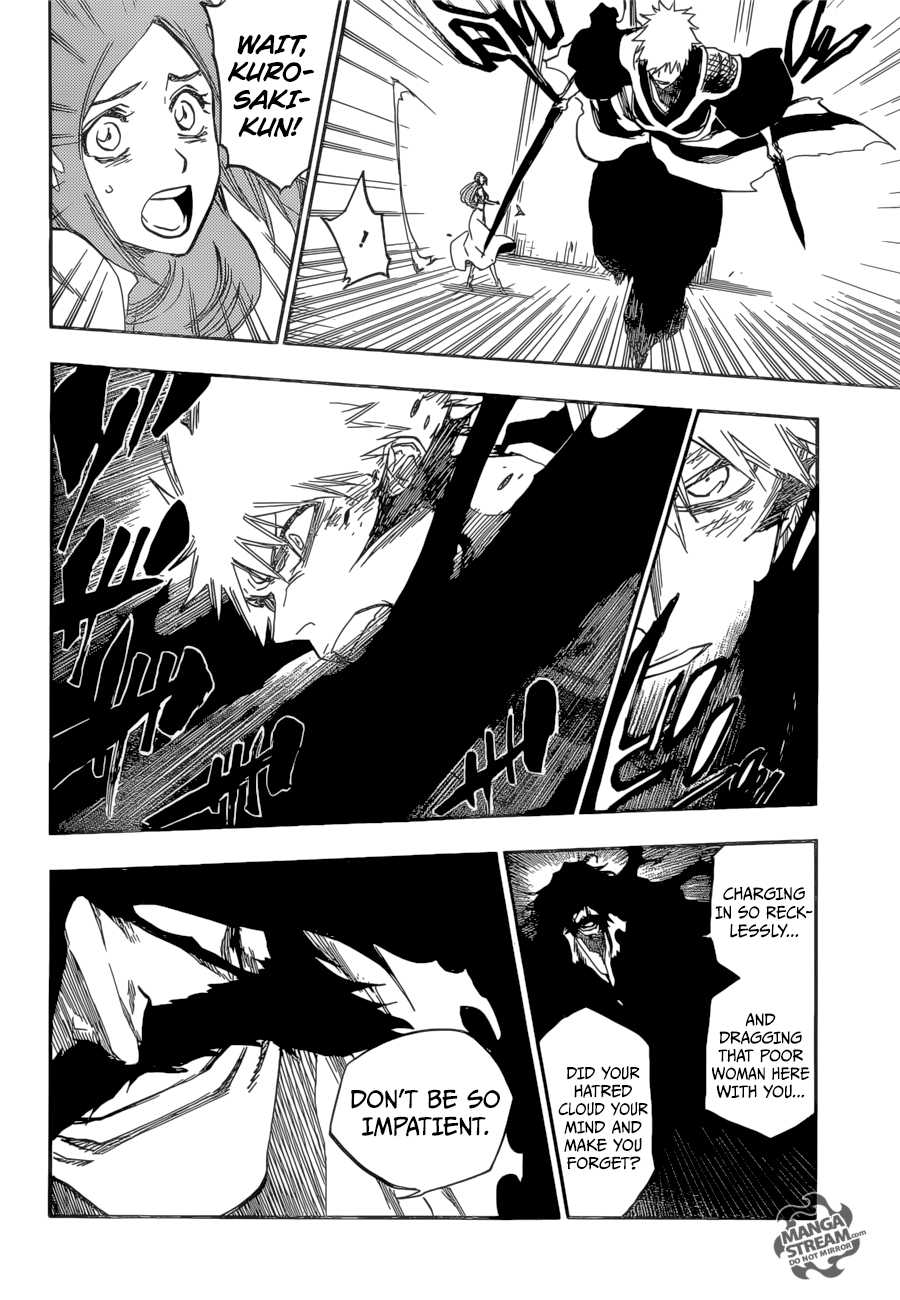 WAIT,
KURO-
SAKI-
KUN!
!
CHARGING
IN SO RECK-
LESSLY...
AND
DRAGGING
THAT POOR
WOMAN HERE
WITH YOU...
DID YOUR
HATRED
CLOUD YOUR
MIND AND
MAKE YOU
FORGET?
DON'T BE SO
IMPATIENT.
MANGA
STREAM.com
DO NOT MIRROR